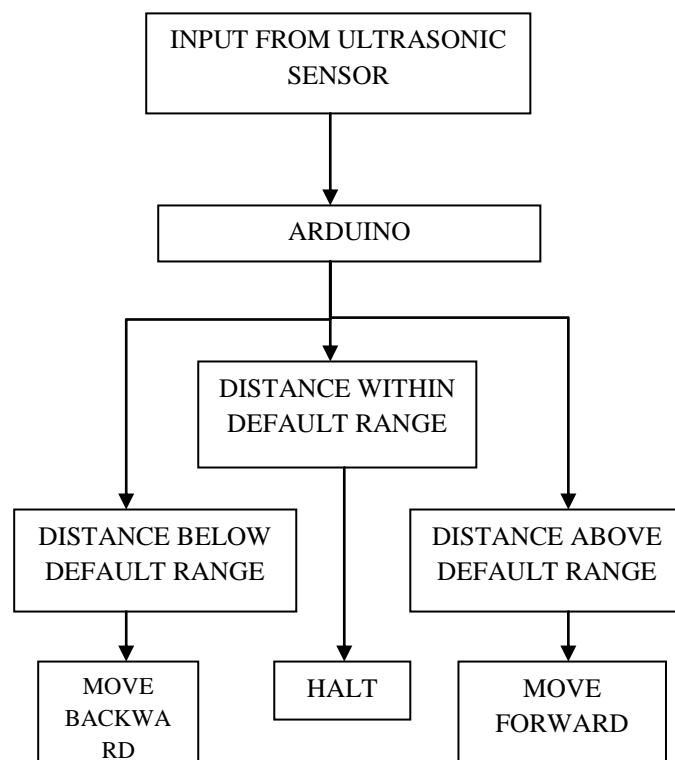 INPUT FROM ULTRASONIC
SENSOR
ARDUINO
DISTANCE WITHIN
DEFAULT RANGE
DISTANCE BELOW
DEFAULT RANGE
DISTANCE ABOVE
DEFAULT RANGE
MOVE
BACKWA
RD
HALT
MOVE
FORWARD